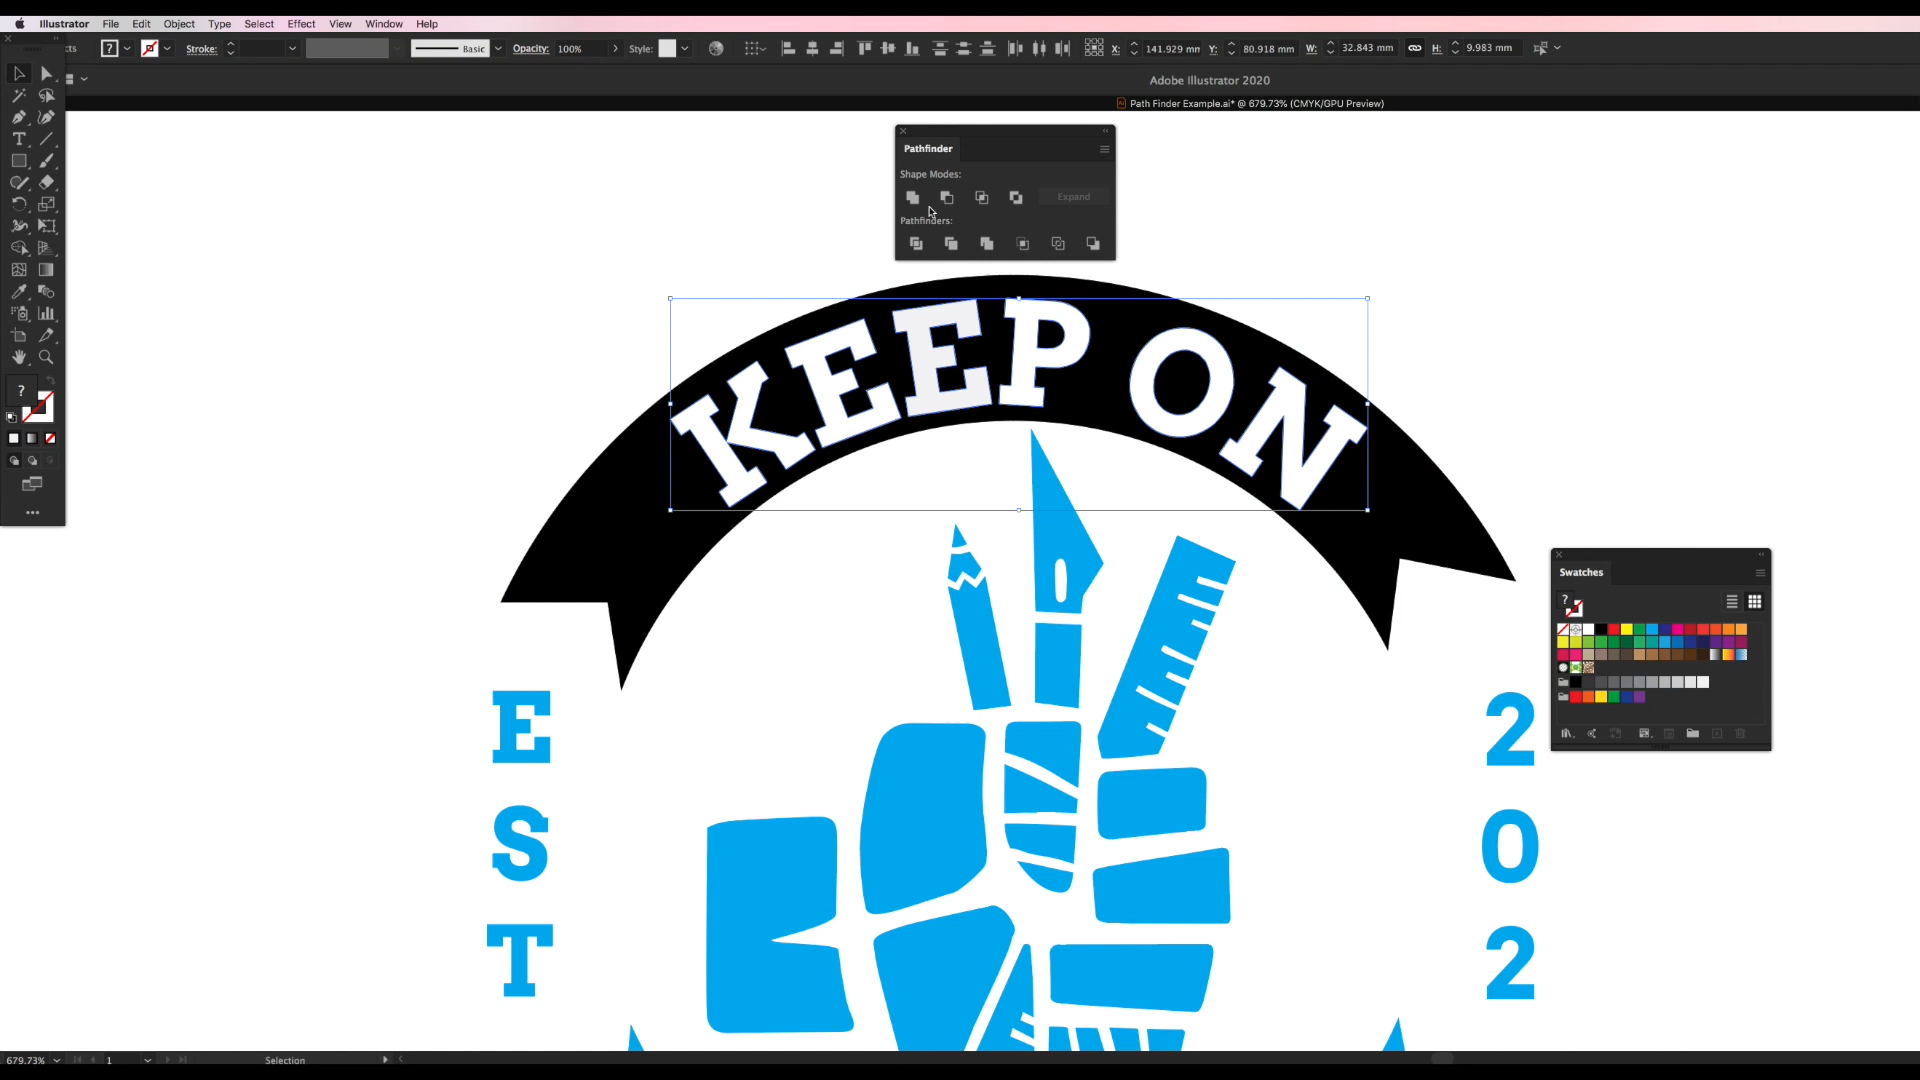 Illustrator File Edit Object Type Select Effect View Window Help
cts ? Stroke: Basic Opacity: 100% Style: X: 141.929 mm Y: 80.918 mm W: 32.843 mm H: 9.983 mm
Adobe Illustrator 2020
Path Finder Example.ai* @ 679.73% (CMYK/GPU Preview)
Pathfinder
Shape Modes:
Expand
Pathfinders:
KEEP ON
?
Swatches
?
E
S
T
2
0
2
679.73% 1 Selection